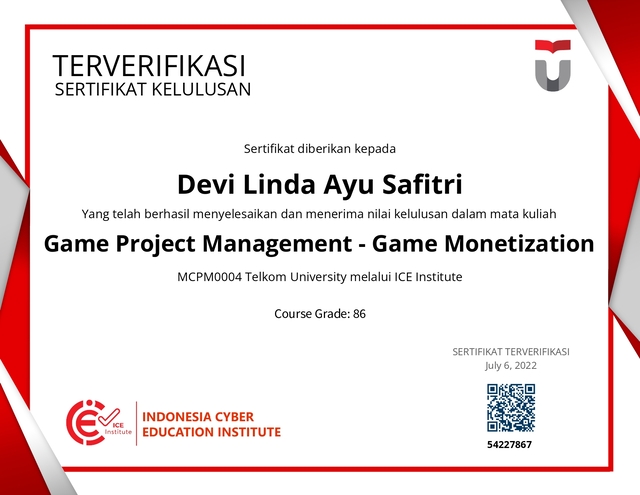 TERVERIFIKASI
SERTIFIKAT KELULUSAN
Sertifikat diberikan kepada
Devi Linda Ayu Safitri
Yang telah berhasil menyelesaikan dan menerima nilai kelulusan dalam mata kuliah
Game Project Management - Game Monetization
MCPM0004 Telkom University melalui ICE Institute
Course Grade: 86
SERTIFIKAT TERVERIFIKASI
July 6, 2022
54227867
ICE
Institute
INDONESIA CYBER
EDUCATION INSTITUTE